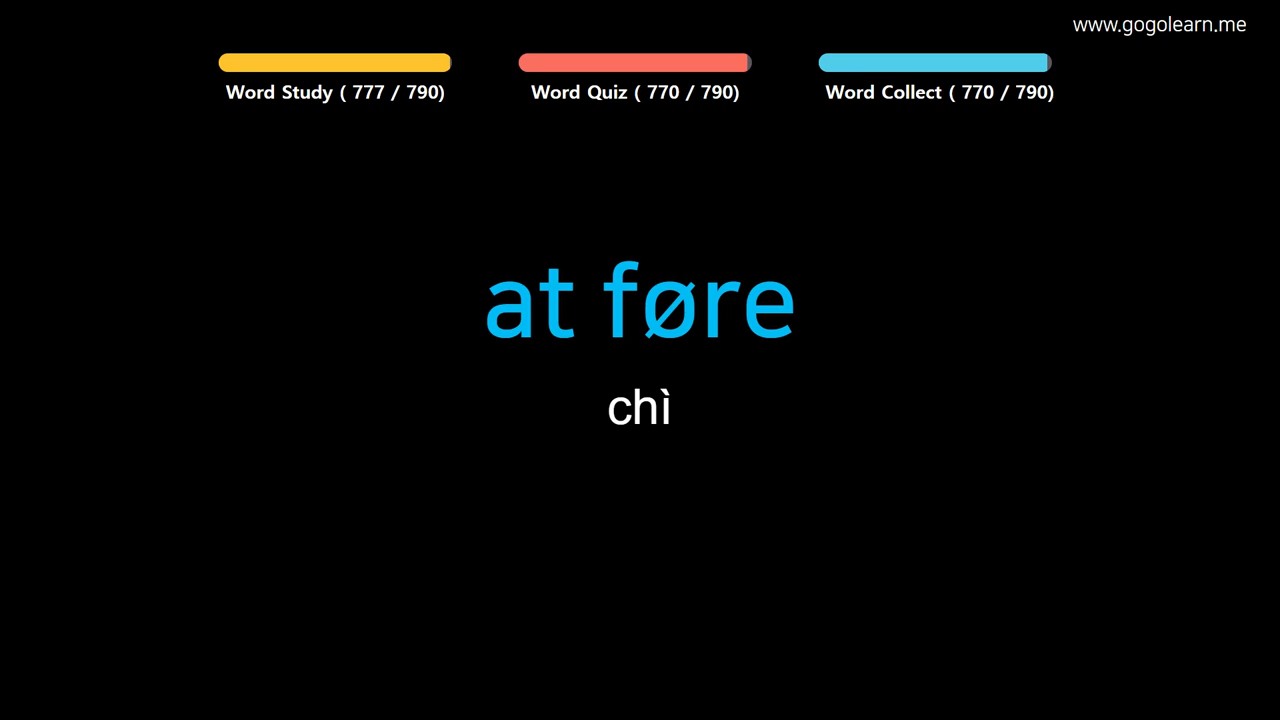 www.gogolearn.me
Word Study ( 777 / 790)
Word Quiz ( 770 / 790)
Word Collect ( 770 / 790)
at føre
chì